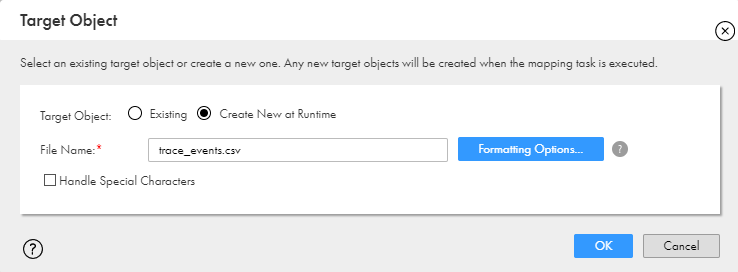 Target Object
Select an existing target object or create a new one. Any new target objects will be created when the mapping task is executed.
Target Object: Existing Create New at Runtime
File Name:* trace_events.csv Formatting Options... ?
Handle Special Characters
? OK Cancel